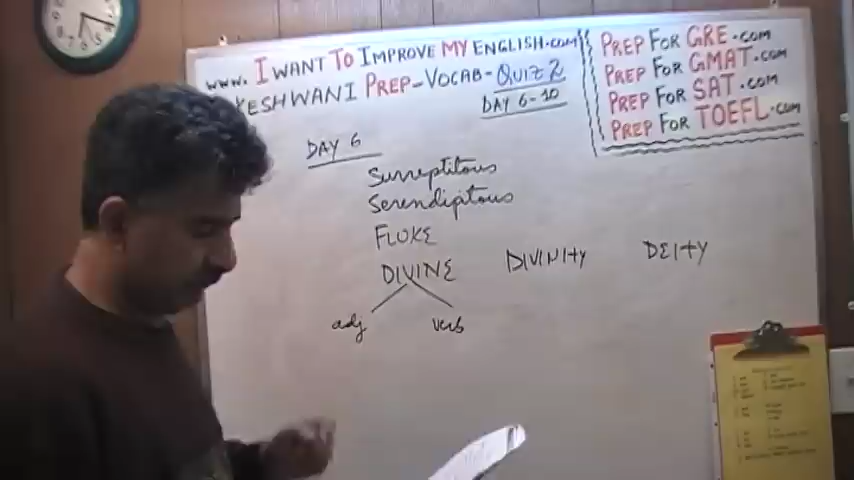 www. I WANT TO IMPROVE MY ENGLISH.com
KESHWANI PREP-VOCAB-QUIZ 2
DAY 6-10
PREP FOR GRE.com
PREP FOR GMAT.com
PREP FOR SAT.com
PREP FOR TOEFL.com
DAY 6
Surreptitous
Serendipitous
FLUKE
DIVINE DIVINITY DEITY
adj verb